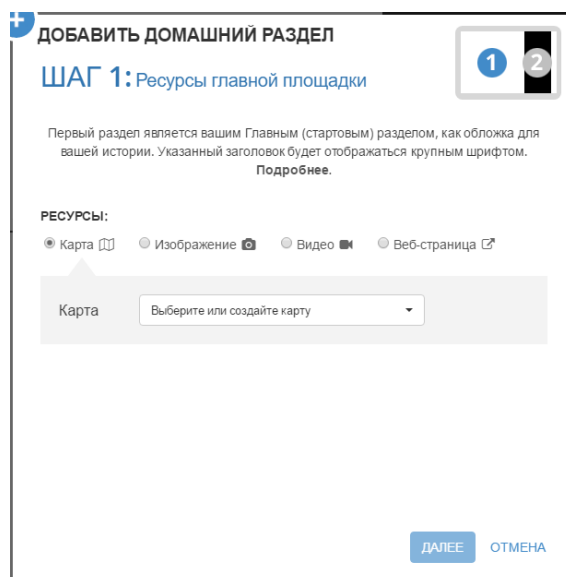 ДОБАВИТЬ ДОМАШНИЙ РАЗДЕЛ
ШАГ 1: Ресурсы главной площадки
1 2
Первый раздел является вашим Главным (стартовым) разделом, как обложка для
вашей истории. Указанный заголовок будет отображаться крупным шрифтом.
Подробнее.
РЕСУРСЫ:
Карта Изображение Видео Веб-страница
Карта Выберите или создайте карту
ДАЛЕЕ ОТМЕНА